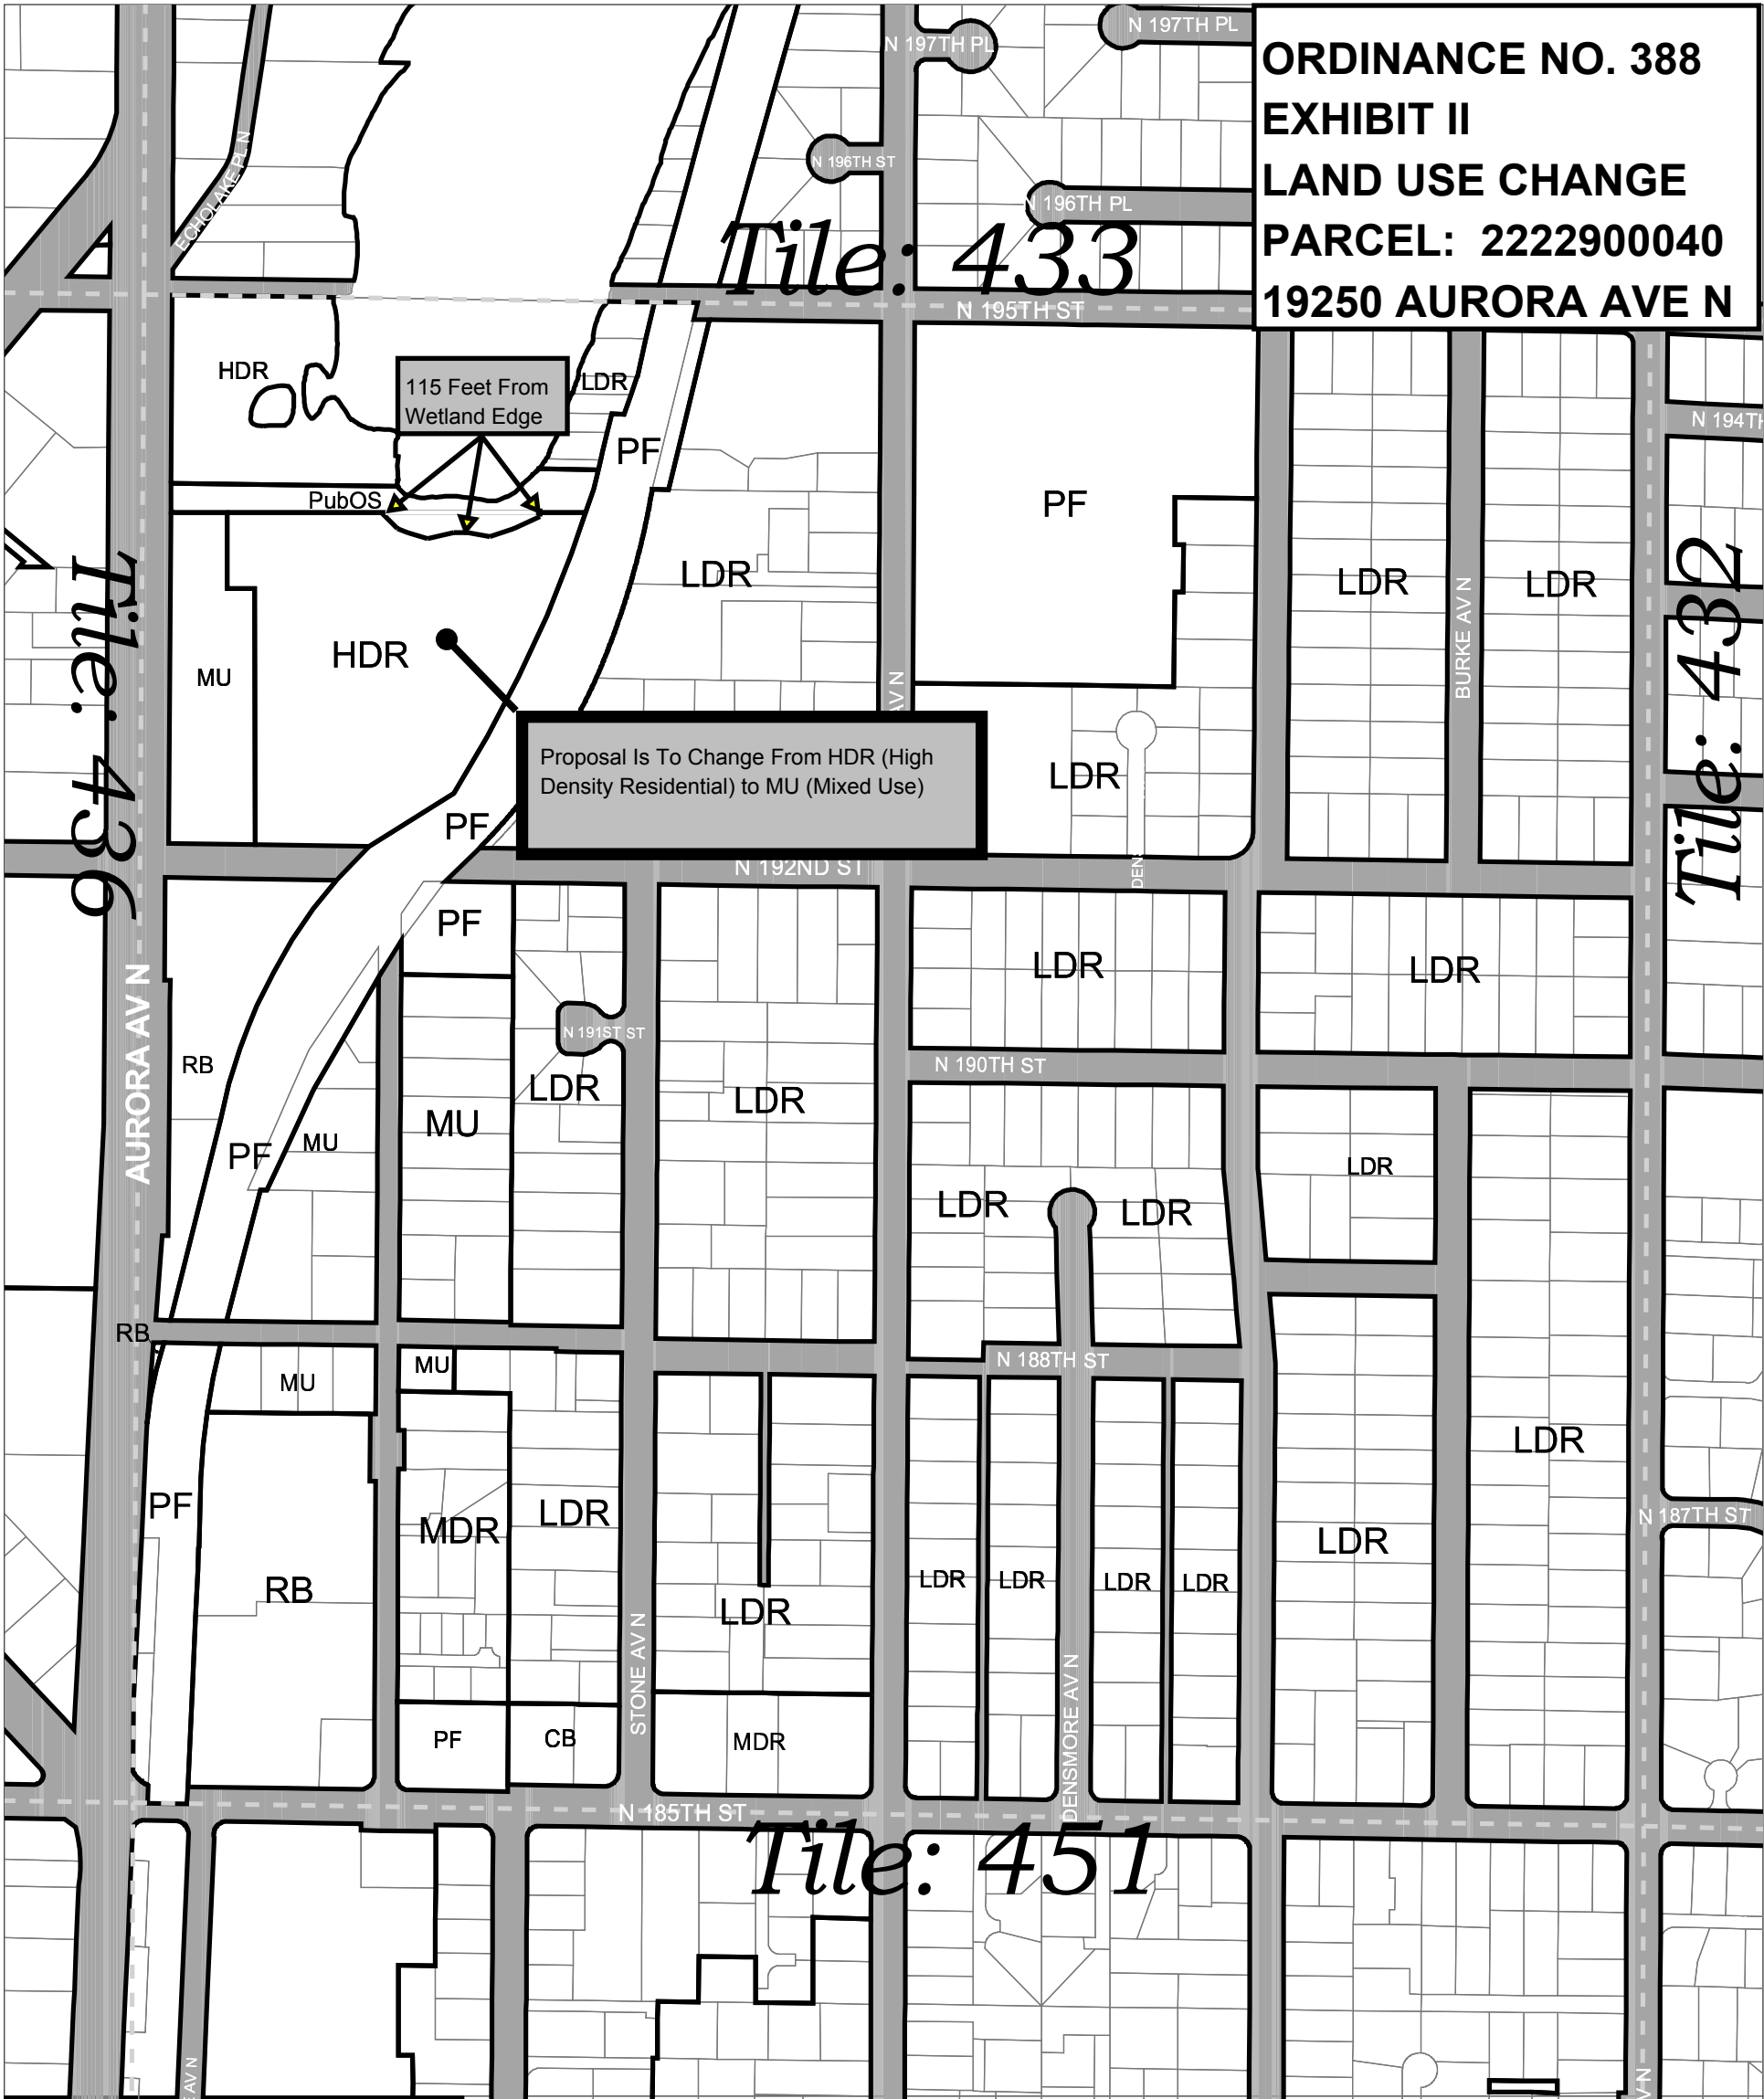 N 197TH PL
N 197TH PL
ORDINANCE NO. 388
EXHIBIT II
LAND USE CHANGE
PARCEL: 2222900040
19250 AURORA AVE N
ECHOLAKE PL N
N 196TH ST
N 196TH PL
Tile: 433
N 195TH ST
HDR
115 Feet From
Wetland Edge
LDR
PF
N 194TH
PubOS
PF
LDR
LDR
LDR
BURKE AV N
Tile: 432
Tile: 436
HDR
MU
AV N
Proposal Is To Change From HDR (High
Density Residential) to MU (Mixed Use)
LDR
PF
N 192ND ST
DEN
PF
LDR
LDR
AURORA AV N
N 191ST ST
RB
N 190TH ST
LDR
LDR
MU
PF
MU
LDR
LDR
LDR
RB
N 188TH ST
MU
MU
LDR
PF
MDR
LDR
N 187TH ST
LDR
RB
LDR
LDR
LDR
LDR
LDR
STONE AV N
DENSMORE AV N
PF
CB
MDR
N 185TH ST
Tile: 451
AV N
V N